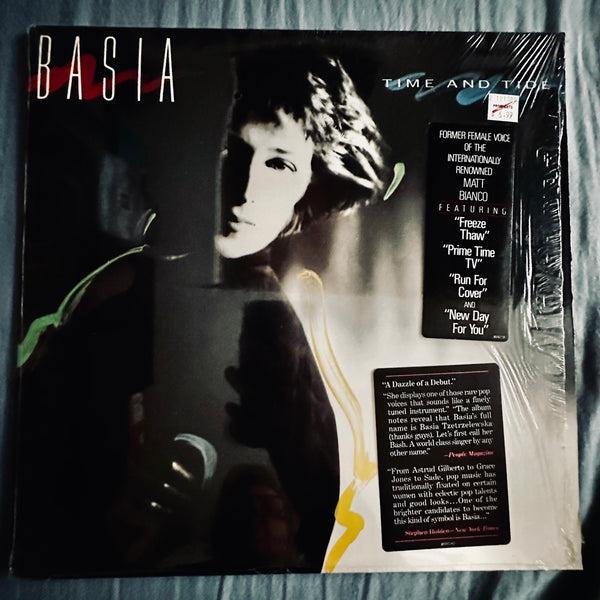 BASIA
TIME AND TIDE
5.99
FORMER FEMALE VOICE
OF THE
INTERNATIONALLY
RENOWNED
MATT
BIANCO
FEATURING
"Freeze
Thaw"
"Prime Time
TV"
"Run For
Cover"
AND
"New Day
For You"
"A Dazzle of a Debut."
"She displays one of those rare pop
voices that sounds like a finely
tuned instrument." "The album
notes reveal that Basia's full
name is Basia Tzetrzelewska
(thanks guys). Let's first call her
Bash. A world class singer by any
other name."
—People Magazine
"From Astrud Gilberto to Grace
Jones to Sade, pop music has
traditionally fixated on certain
women with eclectic pop talents
and good looks...One of the
brighter candidates to become
this kind of symbol is Basia..."
Stephen Holden—New York Times